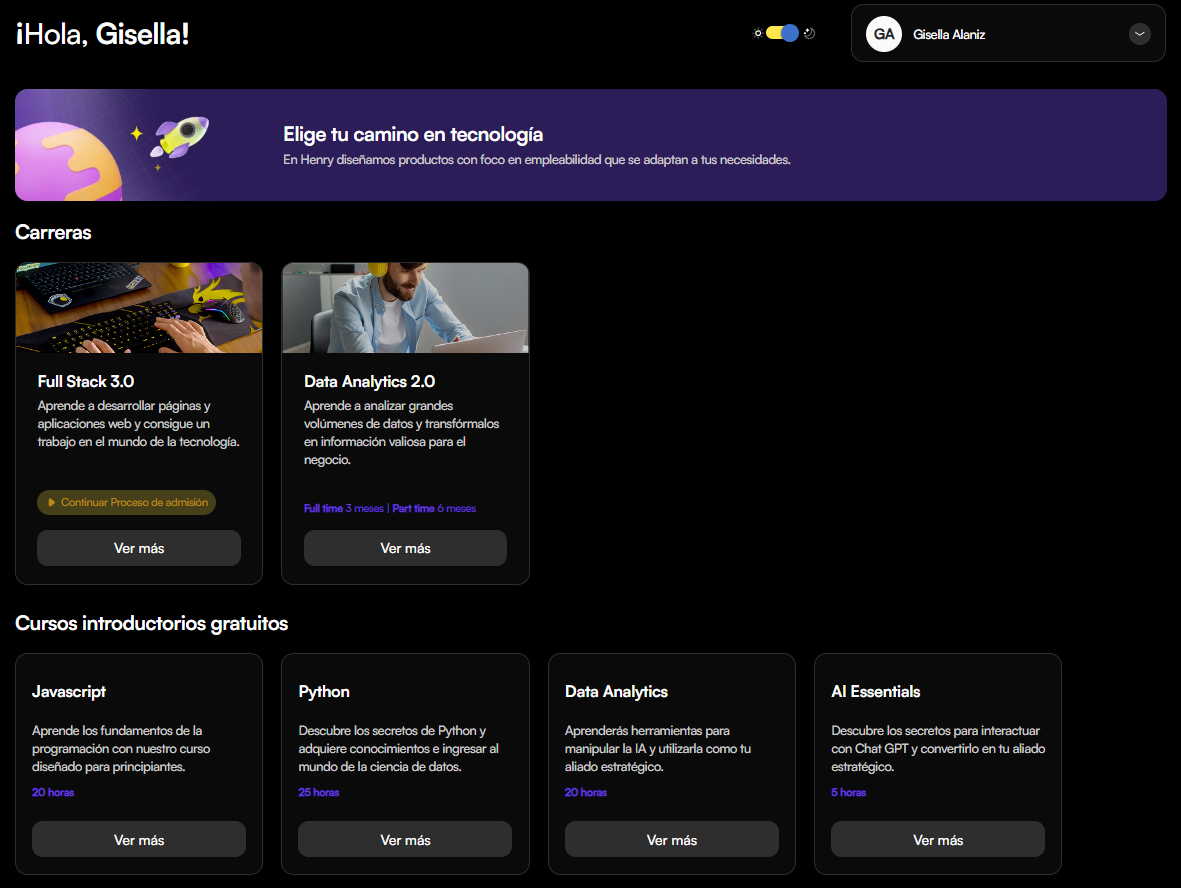 ¡Hola, Gisella!
GA
Gisella Alaniz
Elige tu camino en tecnología
En Henry diseñamos productos con foco en empleabilidad que se adaptan a tus necesidades.
Carreras
Full Stack 3.0
Aprende a desarrollar páginas y
aplicaciones web y consigue un
trabajo en el mundo de la tecnología.
Continuar Proceso de admisión
Ver más
Data Analytics 2.0
Aprende a analizar grandes
volúmenes de datos y transfórmalos
en información valiosa para el
negocio.
Full time 3 meses | Part time 6 meses
Ver más
Cursos introductorios gratuitos
Javascript
Aprende los fundamentos de la
programación con nuestro curso
diseñado para principiantes.
20 horas
Ver más
Python
Descubre los secretos de Python y
adquiere conocimientos e ingresar al
mundo de la ciencia de datos.
25 horas
Ver más
Data Analytics
Aprenderás herramientas para
manipular la IA y utilizarla como tu
aliado estratégico.
20 horas
Ver más
AI Essentials
Descubre los secretos para interactuar
con Chat GPT y convertirlo en tu aliado
estratégico.
5 horas
Ver más